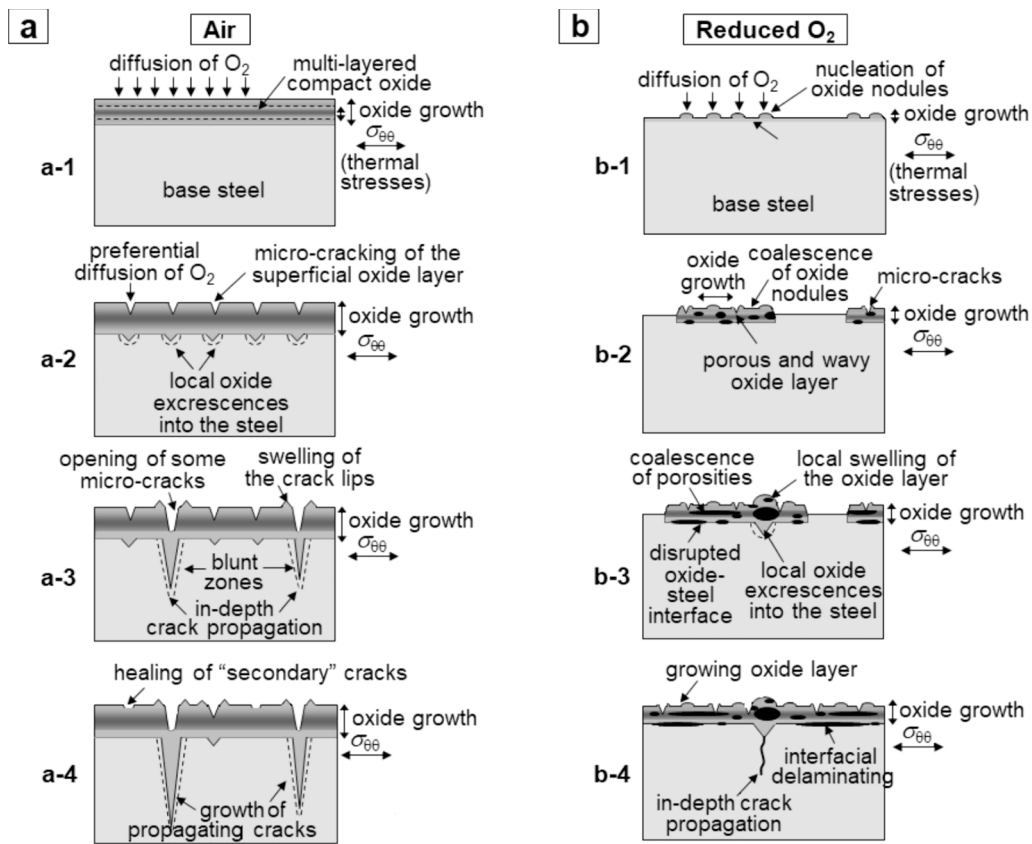 a
Air
diffusion of O2
multi-layered
compact oxide
oxide growth
σθθ
(thermal
stresses)
a-1
base steel
preferential
diffusion of O2
micro-cracking of the
superficial oxide layer
oxide growth
σθθ
a-2
local oxide
excrescences
into the steel
opening of some
micro-cracks
swelling of
the crack lips
oxide growth
σθθ
blunt
zones
a-3
in-depth
crack propagation
healing of “secondary” cracks
oxide growth
σθθ
a-4
growth of
propagating cracks
b
Reduced O2
diffusion of O2
nucleation of
oxide nodules
oxide growth
σθθ
(thermal
stresses)
b-1
base steel
oxide
growth
coalescence
of oxide
nodules
micro-cracks
oxide growth
σθθ
b-2
porous and wavy
oxide layer
coalescence
of porosities
local swelling of
the oxide layer
oxide growth
σθθ
b-3
disrupted
oxide-
steel
interface
local oxide
excrescences
into the steel
growing oxide layer
oxide growth
σθθ
b-4
interfacial
delaminating
in-depth crack
propagation